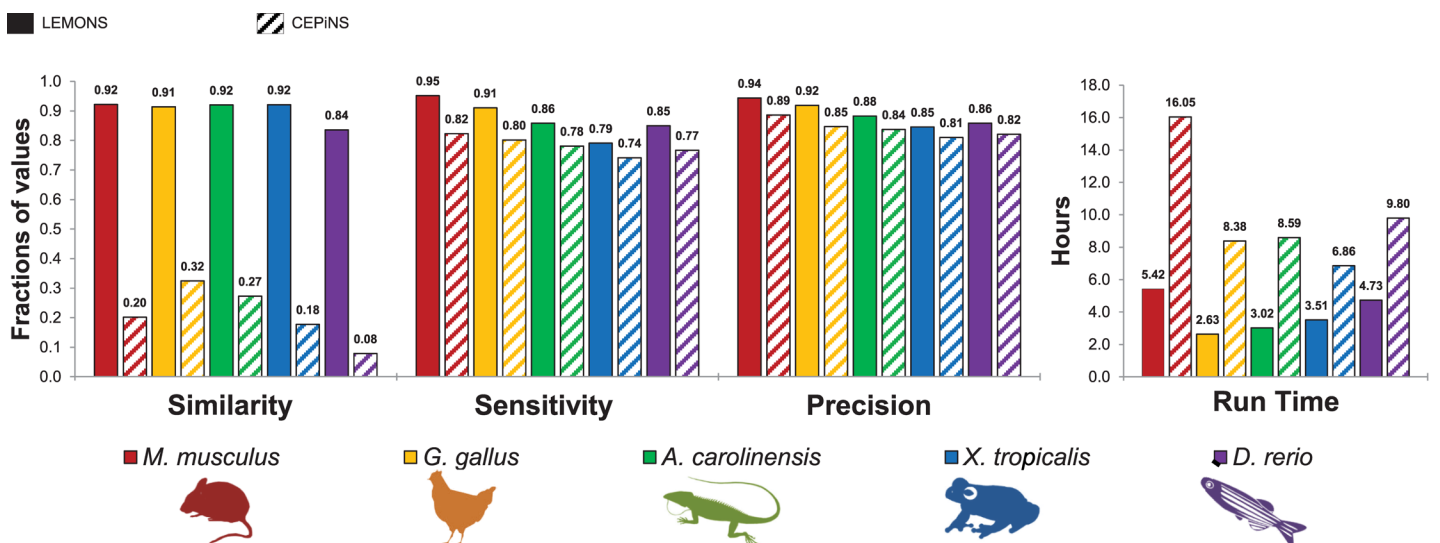 LEMONS CEPiNS
Fractions of values
1.0
0.9
0.8
0.7
0.6
0.5
0.4
0.3
0.2
0.1
0.0
0.92 0.20 0.91 0.32 0.92 0.27 0.92 0.18 0.84 0.08
Similarity
0.95 0.82 0.91 0.80 0.86 0.78 0.79 0.74 0.85 0.77
Sensitivity
0.94 0.89 0.92 0.85 0.88 0.84 0.85 0.81 0.86 0.82
Precision
Hours
18.0
16.0
14.0
12.0
10.0
8.0
6.0
4.0
2.0
0.0
5.42 16.05 2.63 8.38 3.02 8.59 3.51 6.86 4.73 9.80
Run Time
M. musculus G. gallus A. carolinensis X. tropicalis D. rerio